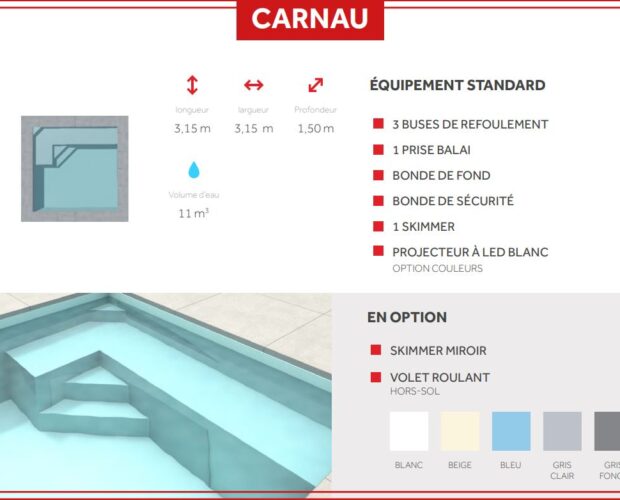 CARNAU
longueur
3,15 m
largueur
3,15 m
Profondeur
1,50 m
Volume d'eau
11 m³
ÉQUIPEMENT STANDARD
3 BUSES DE REFOULEMENT
1 PRISE BALAI
BONDE DE FOND
BONDE DE SÉCURITÉ
1 SKIMMER
PROJECTEUR À LED BLANC
OPTION COULEURS
EN OPTION
SKIMMER MIROIR
VOLET ROULANT
HORS-SOL
BLANC
BEIGE
BLEU
GRIS
CLAIR
GRIS
FONC